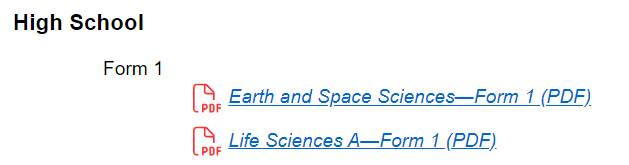 High School
Form 1
PDF Earth and Space Sciences—Form 1 (PDF)
PDF Life Sciences A—Form 1 (PDF)